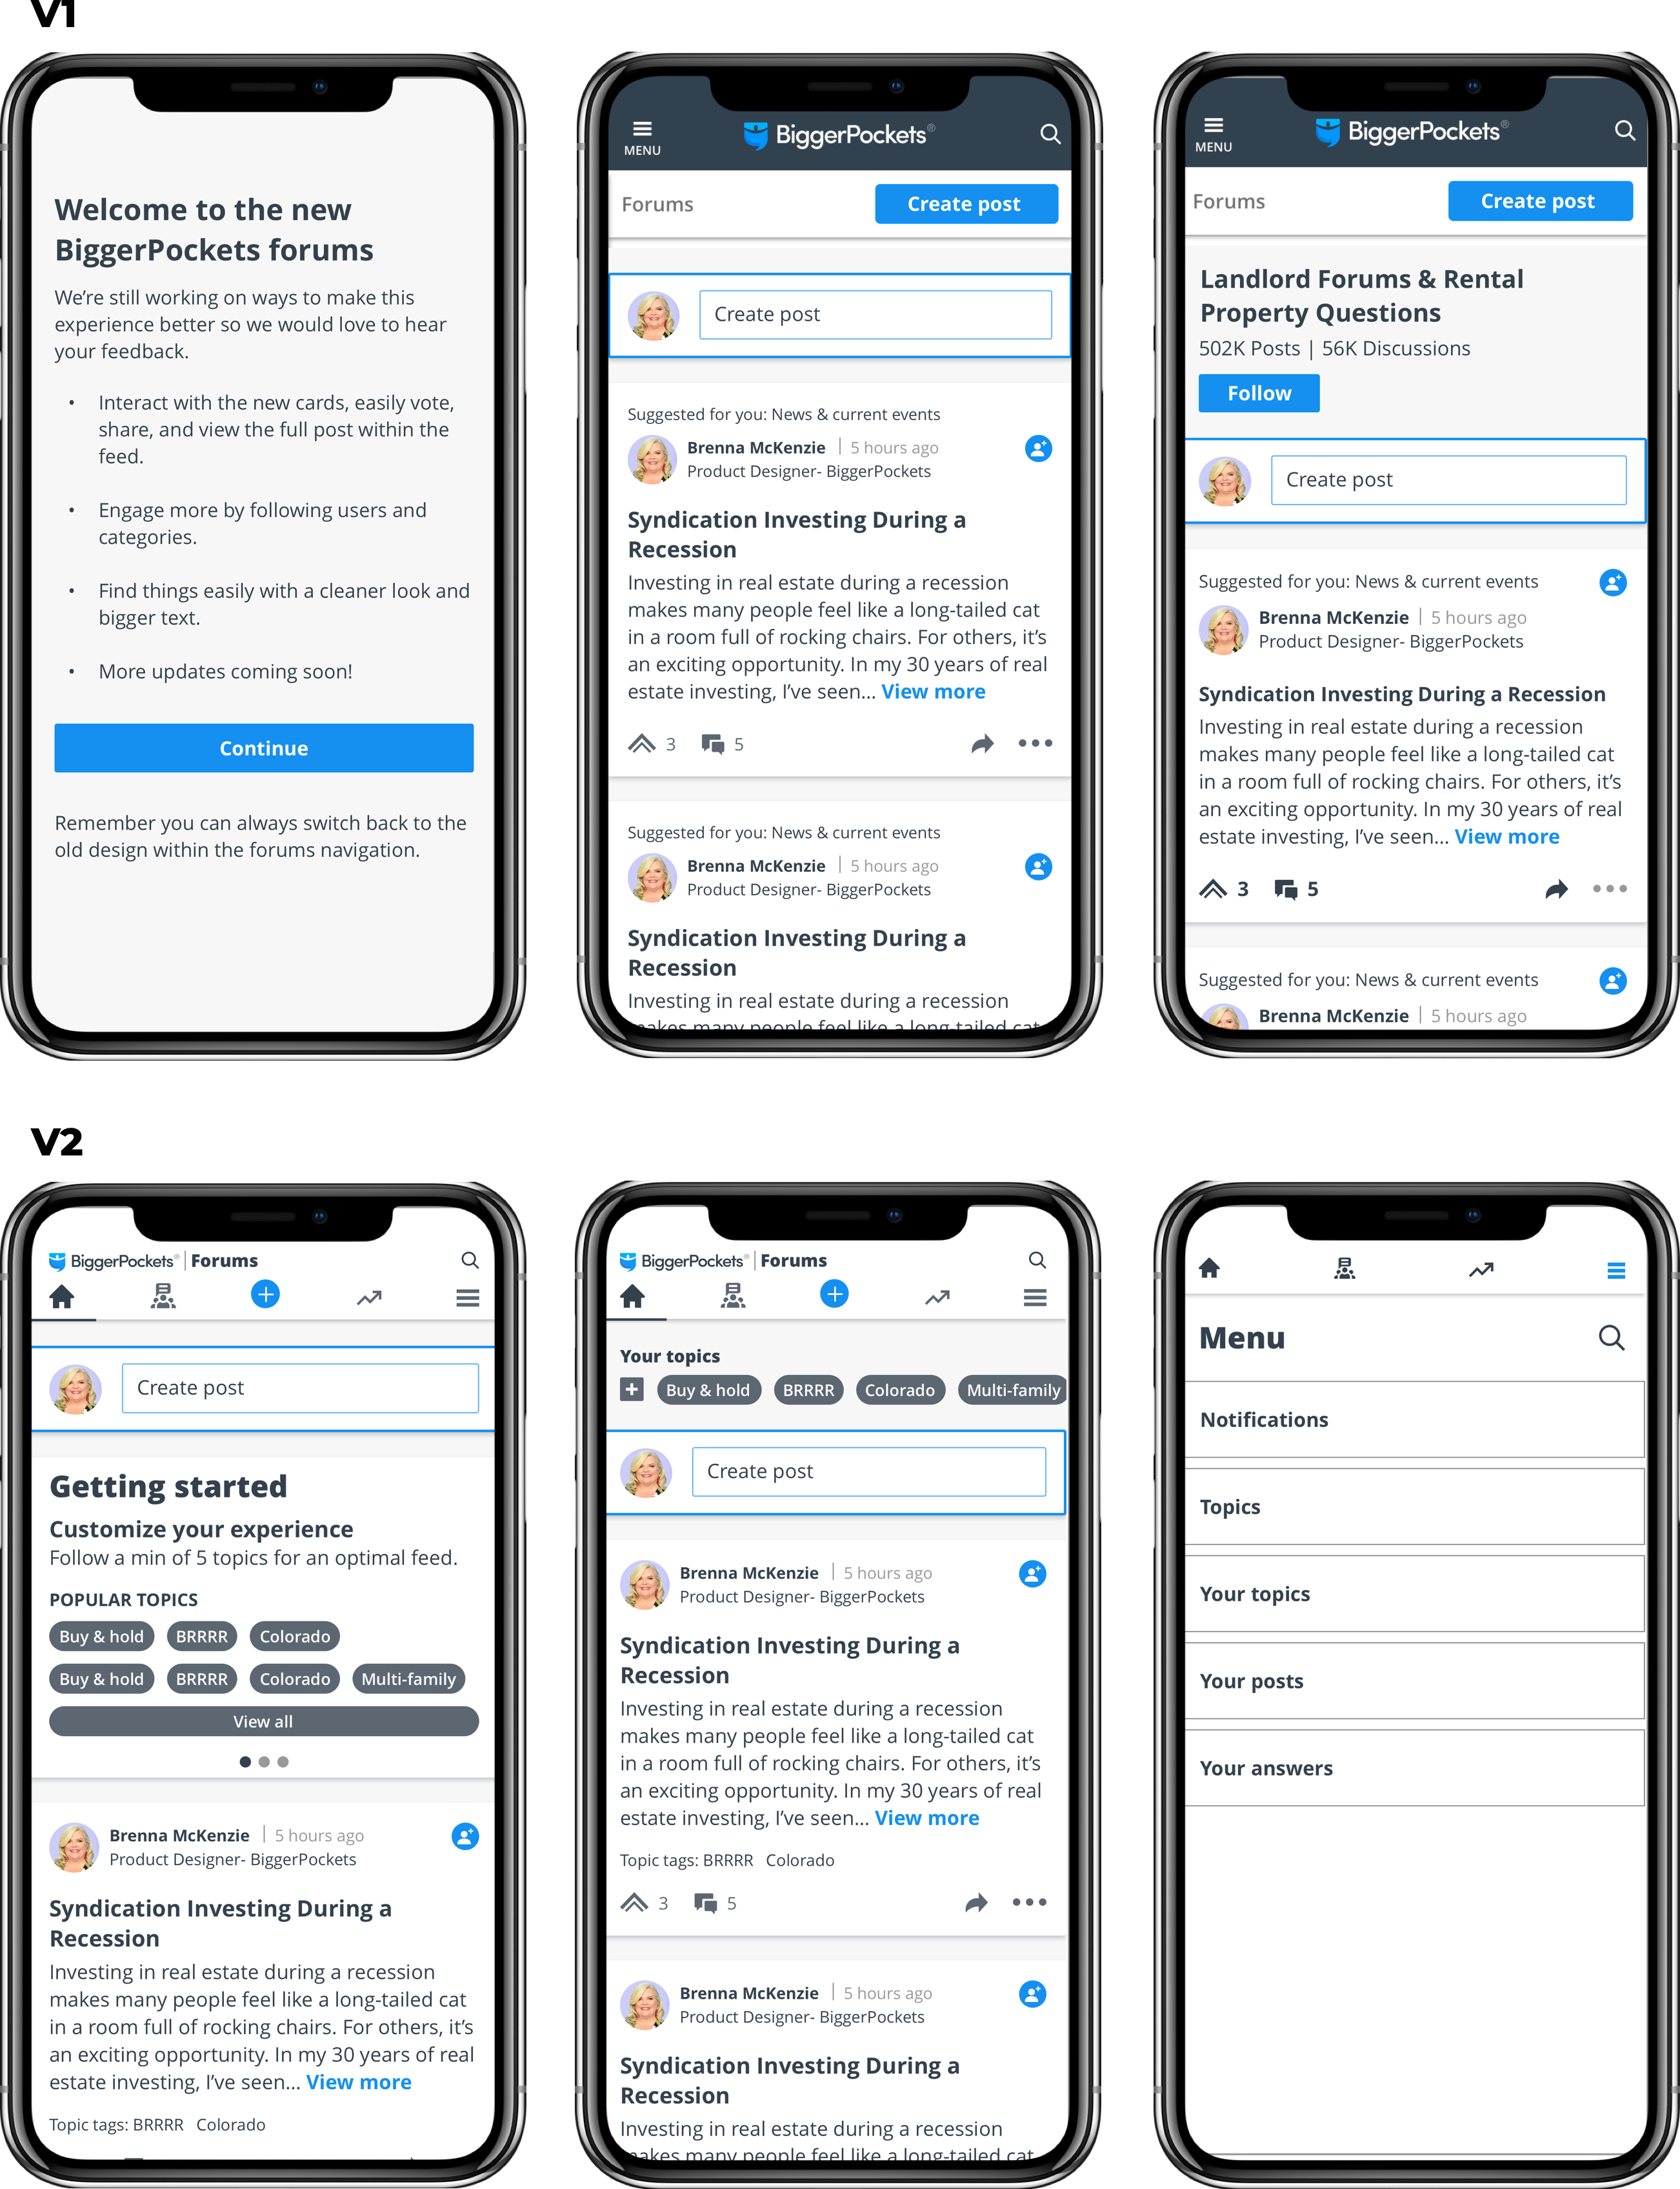 V1
Welcome to the new
BiggerPockets forums
We're still working on ways to make this
experience better so we would love to hear
your feedback.
• Interact with the new cards, easily vote,
share, and view the full post within the
feed.
• Engage more by following users and
categories.
• Find things easily with a cleaner look and
bigger text.
• More updates coming soon!
Continue
Remember you can always switch back to the
old design within the forums navigation.
MENU
BiggerPockets®
Forums
Create post
Create post
Suggested for you: News & current events
Brenna McKenzie | 5 hours ago
Product Designer- BiggerPockets
Syndication Investing During a
Recession
Investing in real estate during a recession
makes many people feel like a long-tailed cat
in a room full of rocking chairs. For others, it's
an exciting opportunity. In my 30 years of real
estate investing, I've seen... View more
3 5
Suggested for you: News & current events
Brenna McKenzie | 5 hours ago
Product Designer- BiggerPockets
Syndication Investing During a
Recession
Investing in real estate during a recession
makes many people feel like a long-tailed cat
MENU
BiggerPockets®
Forums
Create post
Landlord Forums & Rental
Property Questions
502K Posts | 56K Discussions
Follow
Create post
Suggested for you: News & current events
Brenna McKenzie | 5 hours ago
Product Designer- BiggerPockets
Syndication Investing During a Recession
Investing in real estate during a recession
makes many people feel like a long-tailed cat
in a room full of rocking chairs. For others, it's
an exciting opportunity. In my 30 years of real
estate investing, I've seen... View more
3 5
Suggested for you: News & current events
Brenna McKenzie | 5 hours ago
V2
BiggerPockets® | Forums
Create post
Getting started
Customize your experience
Follow a min of 5 topics for an optimal feed.
POPULAR TOPICS
Buy & hold BRRRR Colorado
Buy & hold BRRRR Colorado Multi-family
View all
Brenna McKenzie | 5 hours ago
Product Designer- BiggerPockets
Syndication Investing During a
Recession
Investing in real estate during a recession
makes many people feel like a long-tailed cat
in a room full of rocking chairs. For others, it's
an exciting opportunity. In my 30 years of real
estate investing, I've seen... View more
Topic tags: BRRRR Colorado
BiggerPockets® | Forums
Your topics
Buy & hold BRRRR Colorado Multi-family
Create post
Brenna McKenzie | 5 hours ago
Product Designer- BiggerPockets
Syndication Investing During a
Recession
Investing in real estate during a recession
makes many people feel like a long-tailed cat
in a room full of rocking chairs. For others, it's
an exciting opportunity. In my 30 years of real
estate investing, I've seen... View more
Topic tags: BRRRR Colorado
3 5
Brenna McKenzie | 5 hours ago
Product Designer- BiggerPockets
Syndication Investing During a
Recession
Investing in real estate during a recession
makes many people feel like a long-tailed cat
Menu
Notifications
Topics
Your topics
Your posts
Your answers